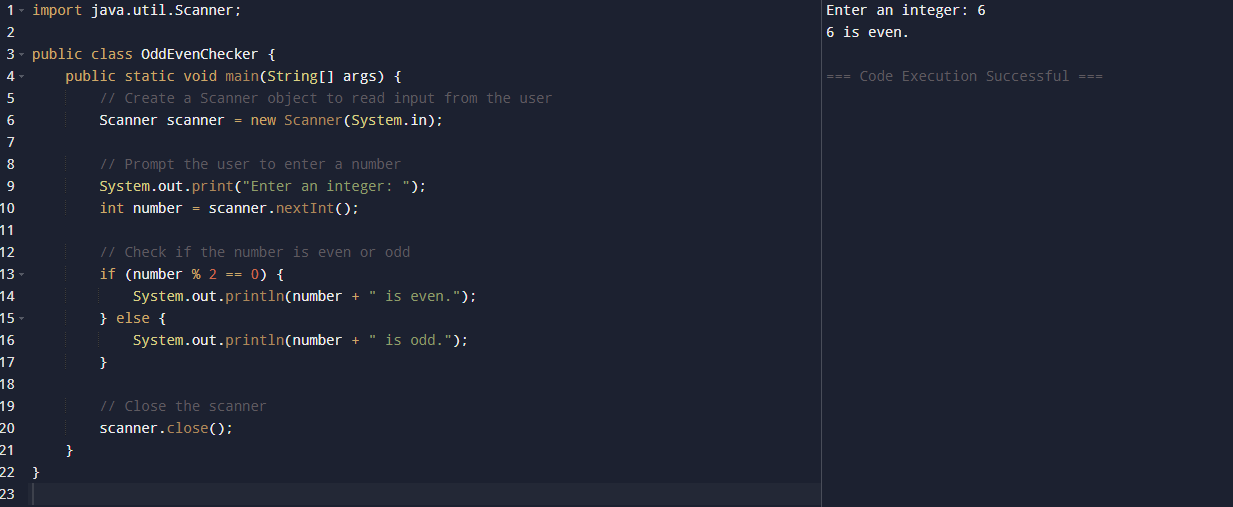 1 import java.util.Scanner;
2
3 public class OddEvenChecker {
4     public static void main(String[] args) {
5         // Create a Scanner object to read input from the user
6         Scanner scanner = new Scanner(System.in);
7
8         // Prompt the user to enter a number
9         System.out.print("Enter an integer: ");
10         int number = scanner.nextInt();
11
12         // Check if the number is even or odd
13         if (number % 2 == 0) {
14             System.out.println(number + " is even.");
15         } else {
16             System.out.println(number + " is odd.");
17         }
18
19         // Close the scanner
20         scanner.close();
21     }
22 }
23
Enter an integer: 6
6 is even.
=== Code Execution Successful ===